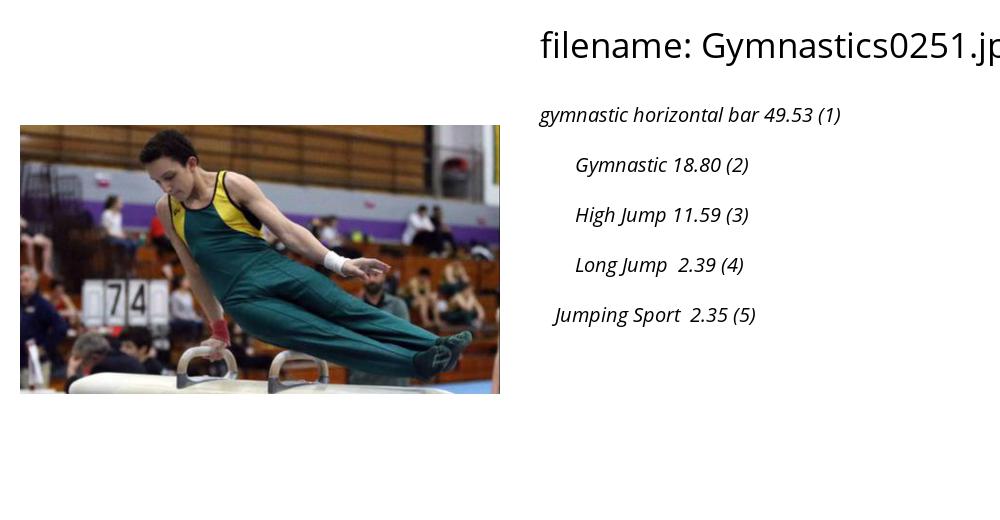 filename: Gymnastics0251.jp
gymnastic horizontal bar 49.53 (1)
Gymnastic 18.80 (2)
High Jump 11.59 (3)
Long Jump 2.39 (4)
Jumping Sport 2.35 (5)
74